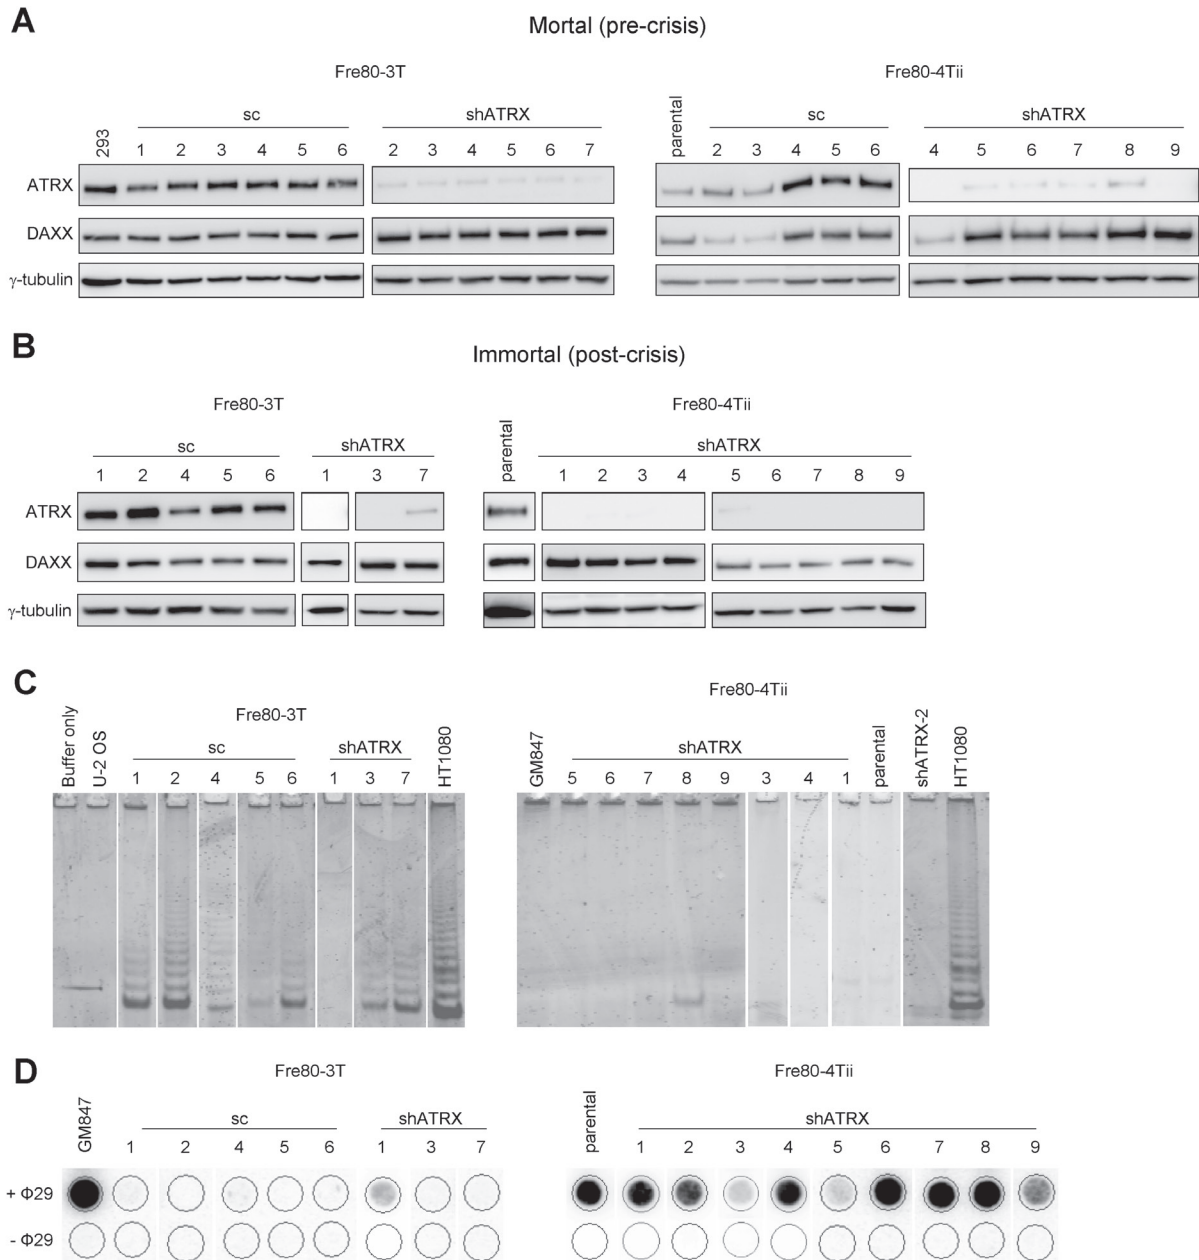 A
Mortal (pre-crisis)
Fre80-3T Fre80-4Tii
293 sc shATRX parental sc shATRX
1 2 3 4 5 6 2 3 4 5 6 7 2 3 4 5 6 4 5 6 7 8 9
ATRX
DAXX
γ-tubulin
B
Immortal (post-crisis)
Fre80-3T Fre80-4Tii
sc shATRX parental shATRX
1 2 4 5 6 1 3 7 1 2 3 4 5 6 7 8 9
ATRX
DAXX
γ-tubulin
C
Fre80-3T Fre80-4Tii
Buffer only U-2 OS sc shATRX HT1080 GM847 shATRX parental shATRX-2 HT1080
1 2 4 5 6 1 3 7 5 6 7 8 9 3 4 1
D
Fre80-3T Fre80-4Tii
GM847 sc shATRX parental shATRX
1 2 4 5 6 1 3 7 1 2 3 4 5 6 7 8 9
+ Φ29
- Φ29